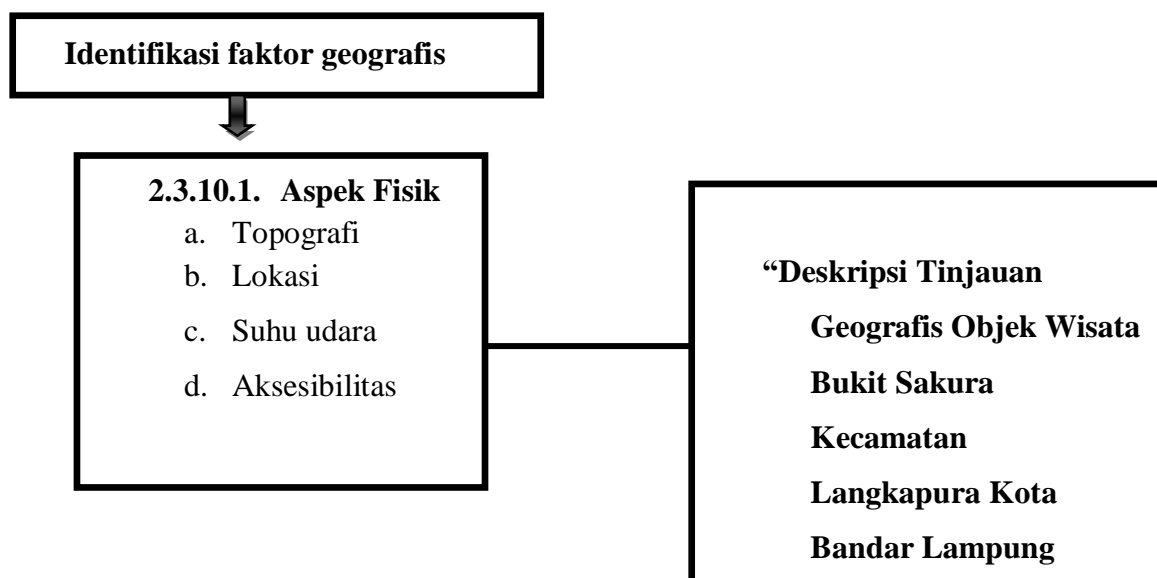 Identifikasi faktor geografis
2.3.10.1. Aspek Fisik
a. Topografi
b. Lokasi
c. Suhu udara
d. Aksesibilitas
“Deskripsi Tinjauan
Geografis Objek Wisata
Bukit Sakura
Kecamatan
Langkapura Kota
Bandar Lampung